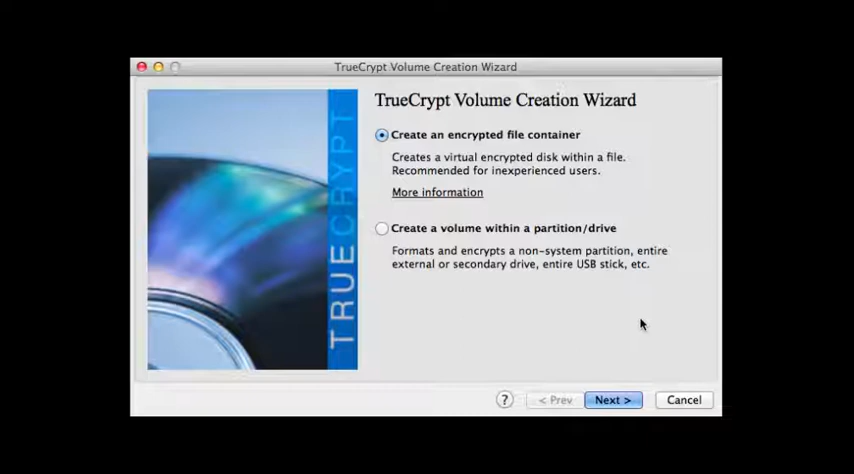 TrueCrypt Volume Creation Wizard
TRUECRYPT
TrueCrypt Volume Creation Wizard
Create an encrypted file container
Creates a virtual encrypted disk within a file.
Recommended for inexperienced users.
More information
Create a volume within a partition/drive
Formats and encrypts a non-system partition, entire
external or secondary drive, entire USB stick, etc.
? < Prev Next > Cancel